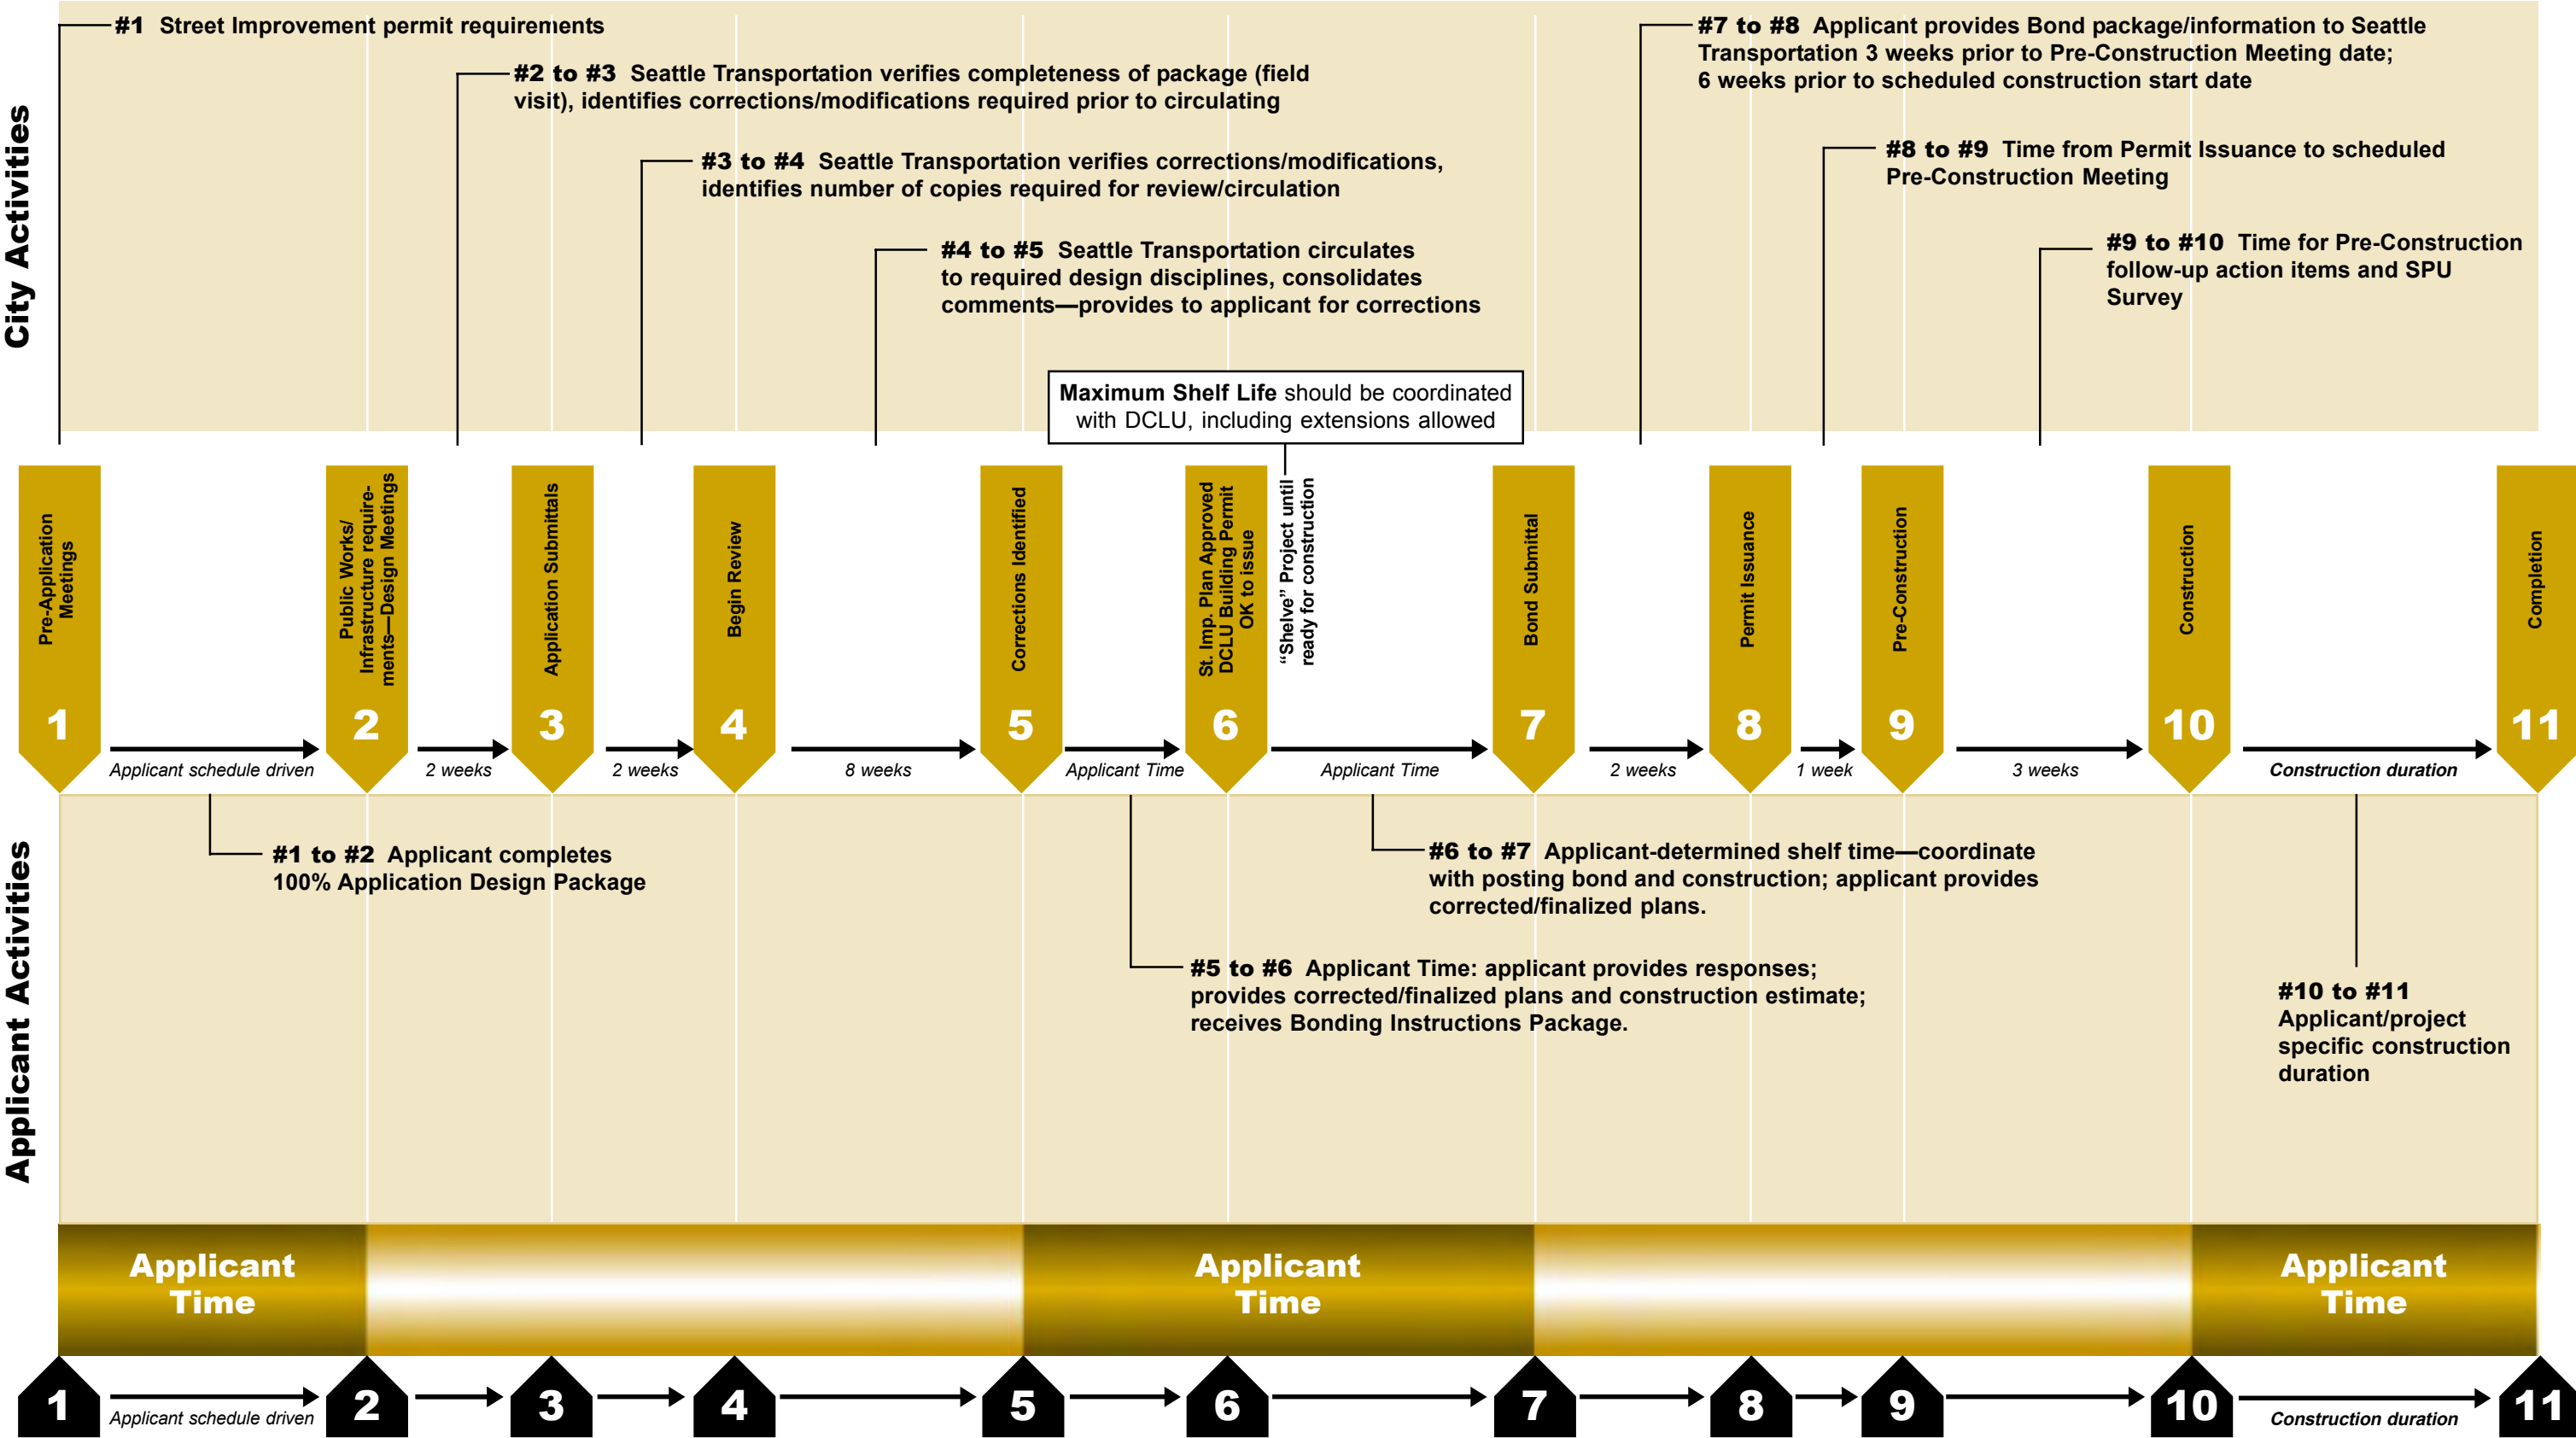 City Activities
#1 Street Improvement permit requirements
#2 to #3 Seattle Transportation verifies completeness of package (field
visit), identifies corrections/modifications required prior to circulating
#3 to #4 Seattle Transportation verifies corrections/modifications,
identifies number of copies required for review/circulation
#4 to #5 Seattle Transportation circulates
to required design disciplines, consolidates
comments—provides to applicant for corrections
#7 to #8 Applicant provides Bond package/information to Seattle
Transportation 3 weeks prior to Pre-Construction Meeting date;
6 weeks prior to scheduled construction start date
#8 to #9 Time from Permit Issuance to scheduled
Pre-Construction Meeting
#9 to #10 Time for Pre-Construction
follow-up action items and SPU
Survey
Maximum Shelf Life should be coordinated
with DCLU, including extensions allowed
Pre-Application
Meetings
1
Applicant schedule driven
Public Works/
Infrastructure require-
ments—Design Meetings
2
2 weeks
Application Submittals
3
2 weeks
Begin Review
4
8 weeks
Corrections Identified
5
Applicant Time
St. Imp. Plan Approved
DCLU Building Permit
OK to issue
6
“Shelve” Project until
ready for construction
Applicant Time
Bond Submittal
7
2 weeks
Permit Issuance
8
1 week
Pre-Construction
9
3 weeks
Construction
10
Construction duration
Completion
11
Applicant Activities
#1 to #2 Applicant completes
100% Application Design Package
#6 to #7 Applicant-determined shelf time—coordinate
with posting bond and construction; applicant provides
corrected/finalized plans.
#5 to #6 Applicant Time: applicant provides responses;
provides corrected/finalized plans and construction estimate;
receives Bonding Instructions Package.
#10 to #11
Applicant/project
specific construction
duration
Applicant
Time
Applicant
Time
Applicant
Time
1
Applicant schedule driven
2
3
4
5
6
7
8
9
10
Construction duration
11